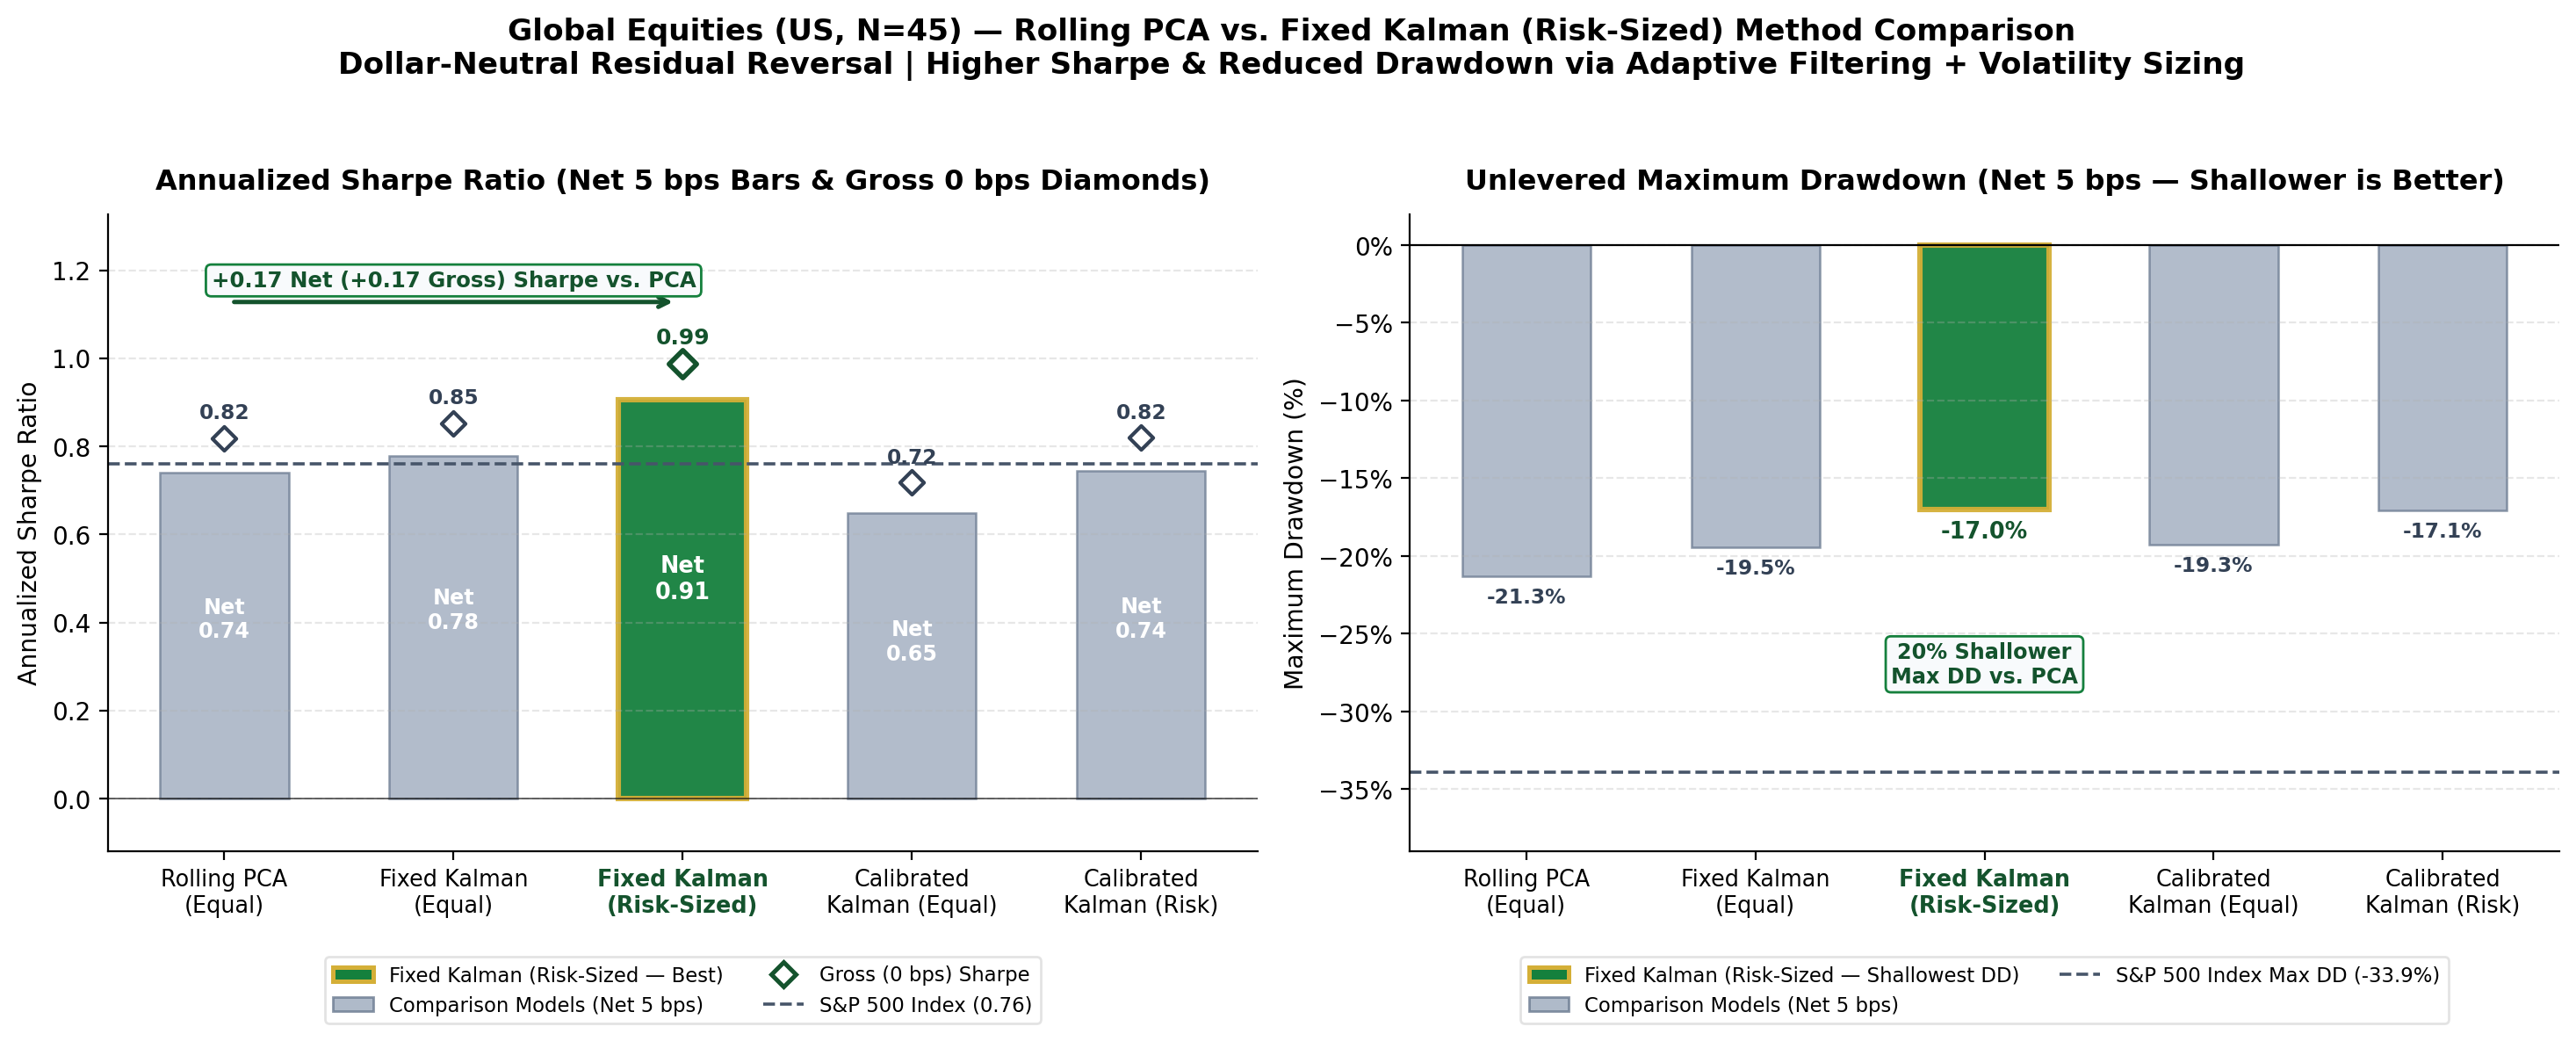 Global Equities (US, N=45) — Rolling PCA vs. Fixed Kalman (Risk-Sized) Method Comparison
Dollar-Neutral Residual Reversal | Higher Sharpe & Reduced Drawdown via Adaptive Filtering + Volatility Sizing
Annualized Sharpe Ratio (Net 5 bps Bars & Gross 0 bps Diamonds)
Annualized Sharpe Ratio
1.2
1.0
0.8
0.6
0.4
0.2
0.0
+0.17 Net (+0.17 Gross) Sharpe vs. PCA
0.82
0.85
0.99
0.72
0.82
Net
0.74
Net
0.78
Net
0.91
Net
0.65
Net
0.74
Rolling PCA
(Equal)
Fixed Kalman
(Equal)
Fixed Kalman
(Risk-Sized)
Calibrated
Kalman (Equal)
Calibrated
Kalman (Risk)
Fixed Kalman (Risk-Sized — Best)
Comparison Models (Net 5 bps)
Gross (0 bps) Sharpe
S&P 500 Index (0.76)
Unlevered Maximum Drawdown (Net 5 bps — Shallower is Better)
Maximum Drawdown (%)
0%
−5%
−10%
−15%
−20%
−25%
−30%
−35%
-21.3%
-19.5%
-17.0%
-19.3%
-17.1%
20% Shallower
Max DD vs. PCA
Rolling PCA
(Equal)
Fixed Kalman
(Equal)
Fixed Kalman
(Risk-Sized)
Calibrated
Kalman (Equal)
Calibrated
Kalman (Risk)
Fixed Kalman (Risk-Sized — Shallowest DD)
Comparison Models (Net 5 bps)
S&P 500 Index Max DD (-33.9%)